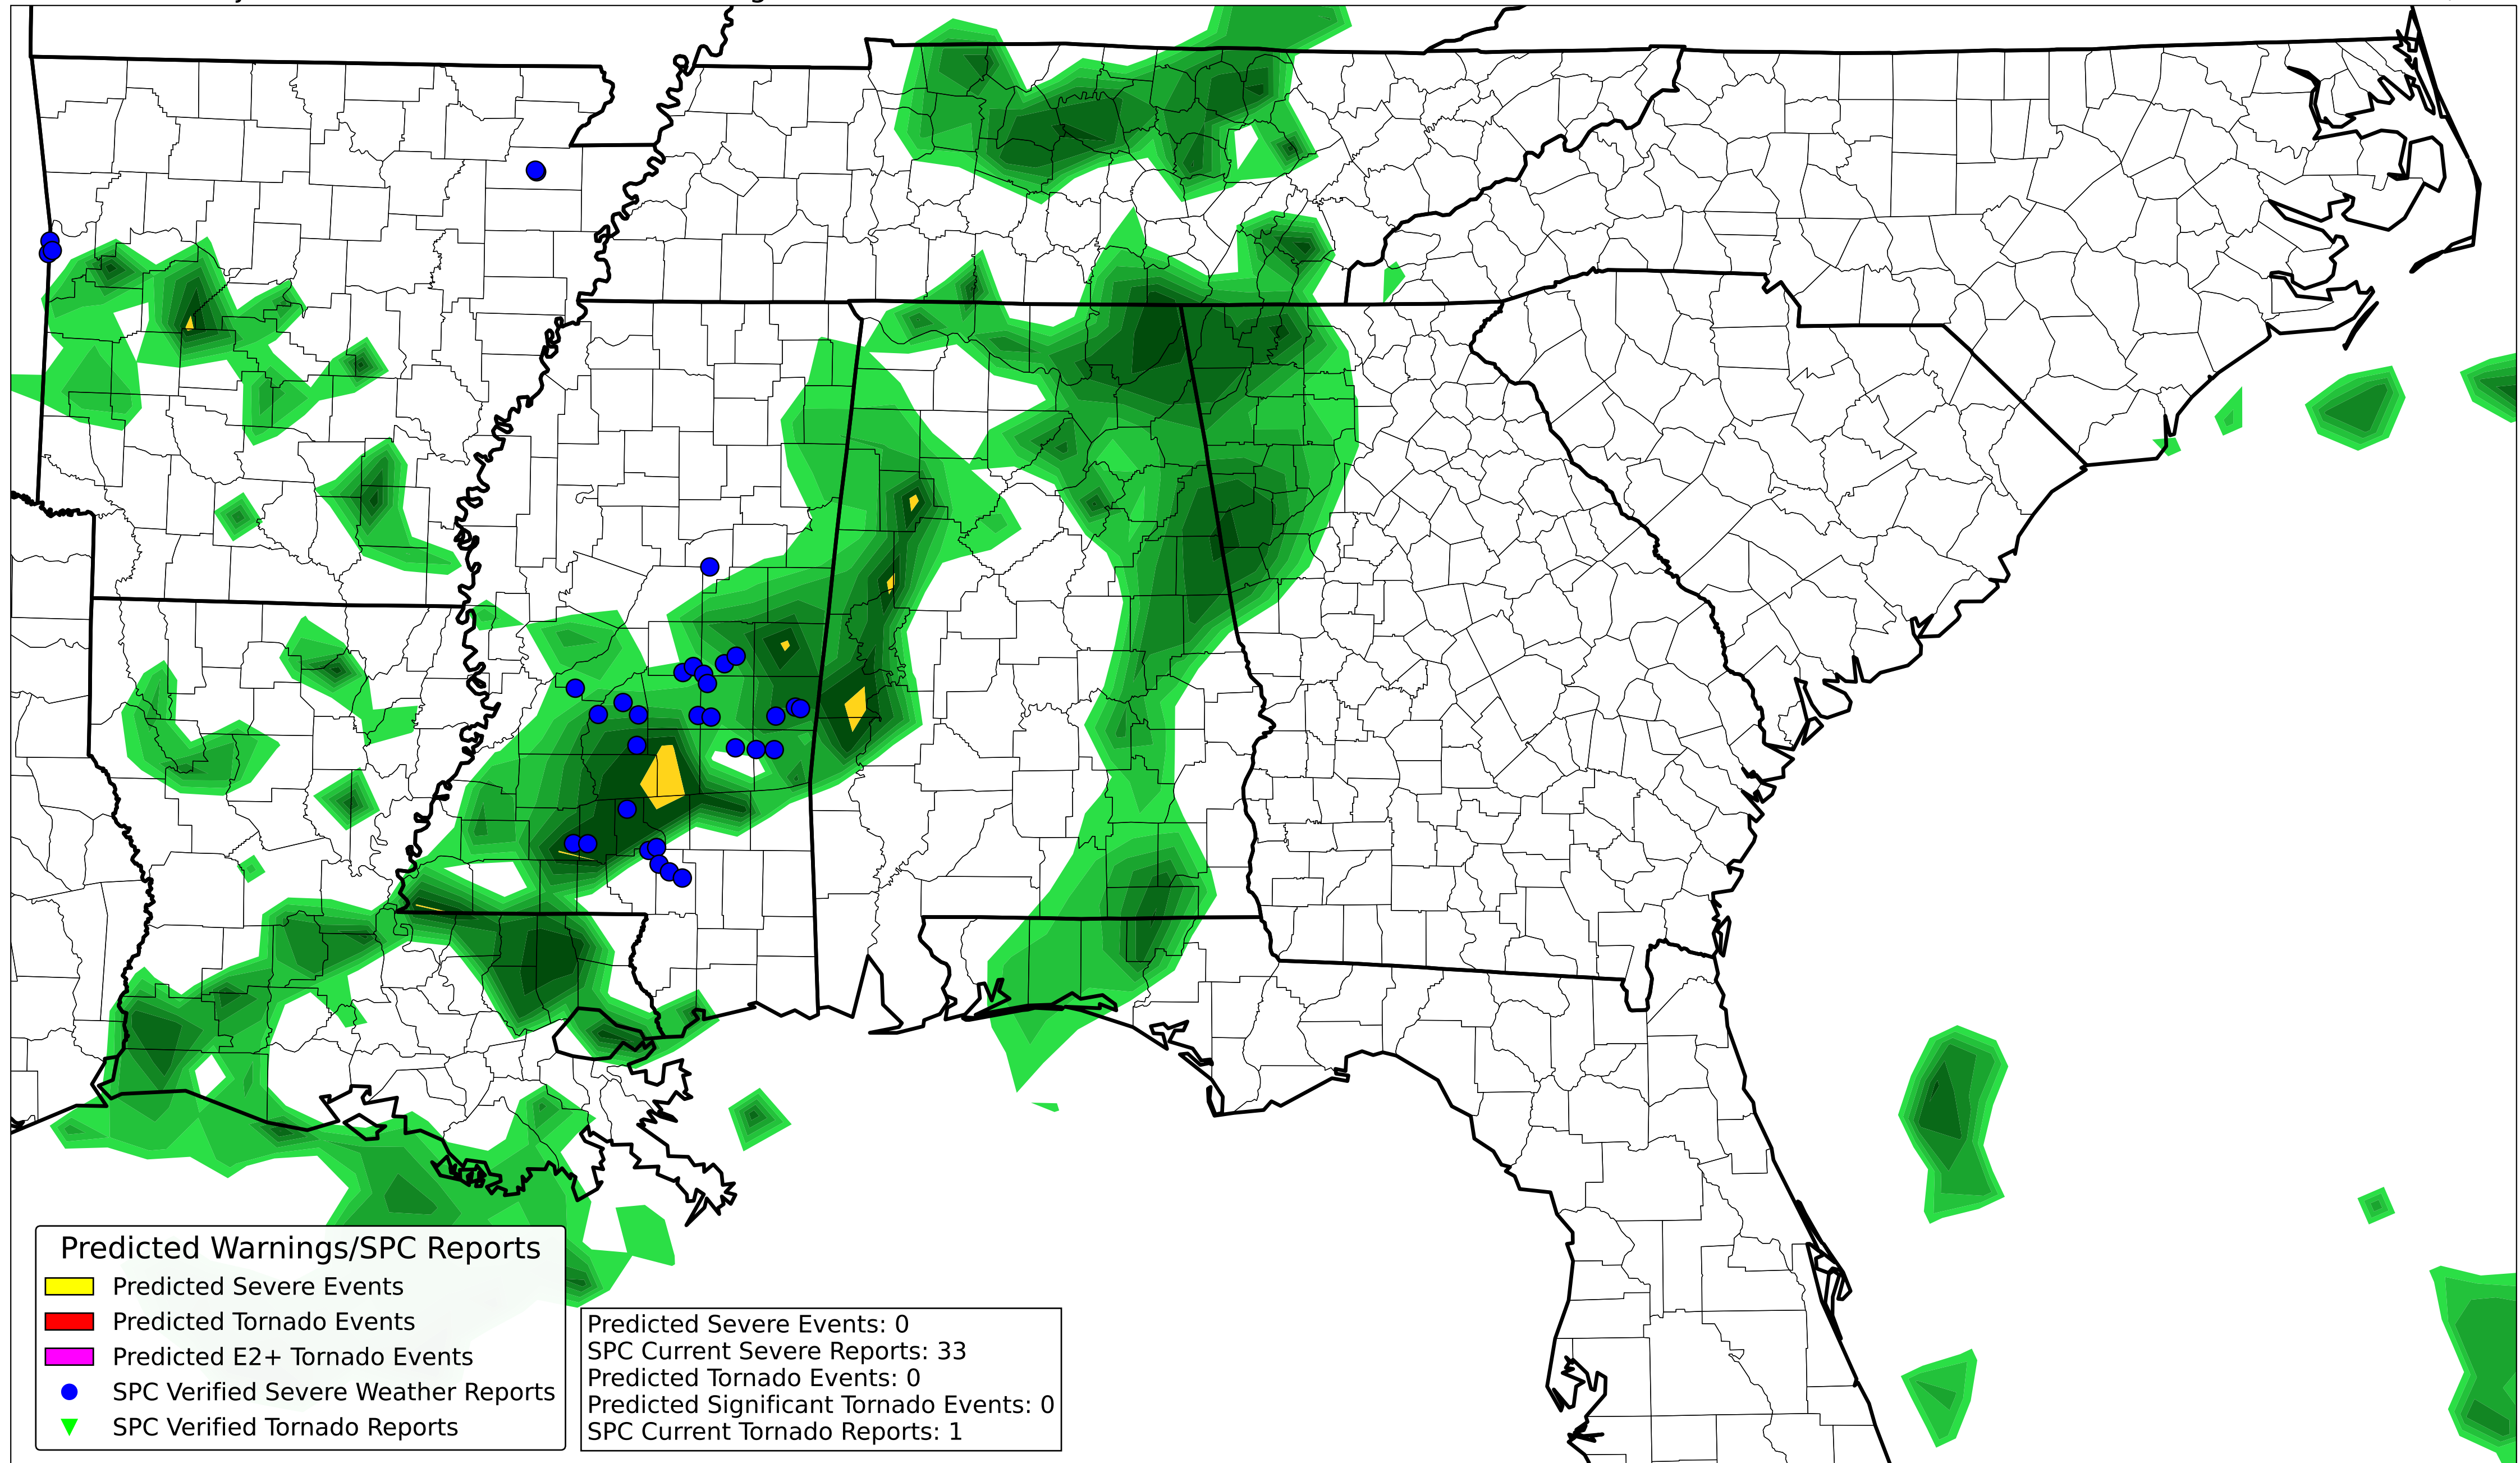 Predicted Warnings/SPC Reports
Predicted Severe Events
Predicted Tornado Events
Predicted E2+ Tornado Events
SPC Verified Severe Weather Reports
SPC Verified Tornado Reports
Predicted Severe Events: 0
SPC Current Severe Reports: 33
Predicted Tornado Events: 0
Predicted Significant Tornado Events: 0
SPC Current Tornado Reports: 1